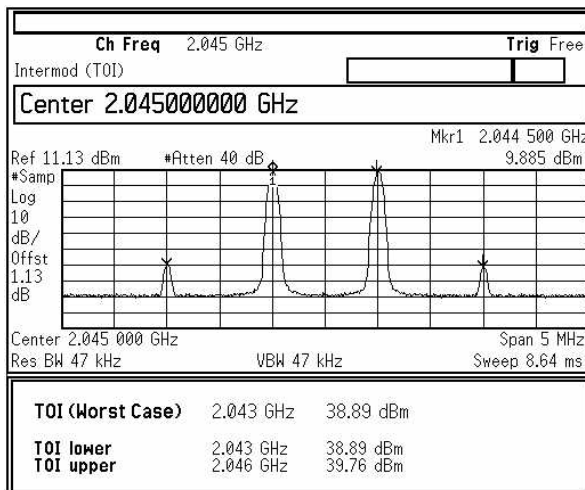 Ch Freq 2.045 GHz Trig Free
Intermod (TOI)
Center 2.045000000 GHz
Mkr1 2.044 500 GHz
Ref 11.13 dBm #Atten 40 dB 9.885 dBm
#Samp
1
Log
10
dB/
Offst
1.13
dB
Center 2.045 000 GHz Span 5 MHz
Res BW 47 kHz VBW 47 kHz Sweep 8.64 ms
TOI (Worst Case) 2.043 GHz 38.89 dBm
TOI lower 2.043 GHz 38.89 dBm
TOI upper 2.046 GHz 39.76 dBm